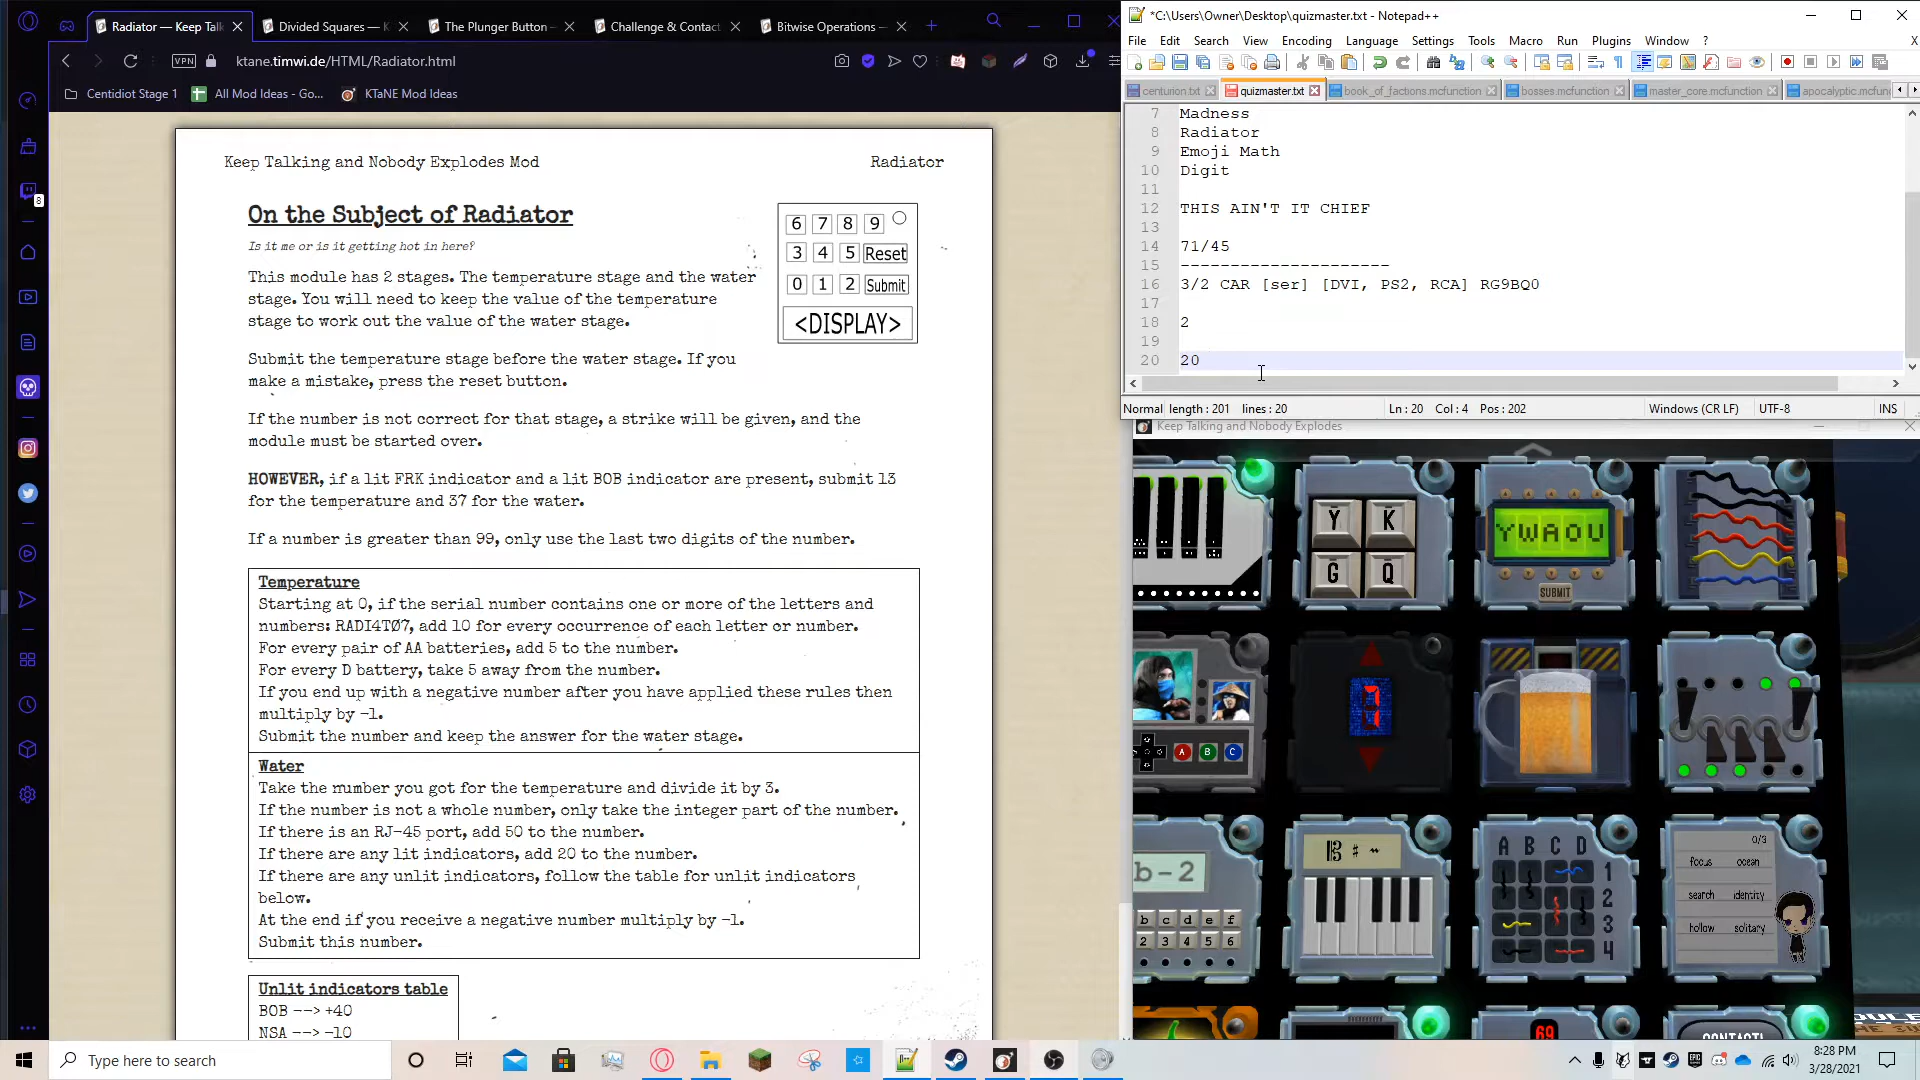 Radiator — Keep Tal
Divided Squares — K
The Plunger Button —
Challenge & Contact
Bitwise Operations —
VPN
ktane.timwi.de/HTML/Radiator.html
Centidiot Stage 1
All Mod Ideas - Goo...
KTaNE Mod Ideas
8
Keep Talking and Nobody Explodes Mod
Radiator
On the Subject of Radiator
Is it me or is it getting hot in here?
This module has 2 stages. The temperature stage and the water
stage. You will need to keep the value of the temperature
stage to work out the value of the water stage.
Submit the temperature stage before the water stage. If you
make a mistake, press the reset button.
6 7 8 9
3 4 5 Reset
0 1 2 Submit
<DISPLAY>
If the number is not correct for that stage, a strike will be given, and the
module must be started over.
HOWEVER, if a lit FRK indicator and a lit BOB indicator are present, submit 13
for the temperature and 37 for the water.
If a number is greater than 99, only use the last two digits of the number.
Temperature
Starting at 0, if the serial number contains one or more of the letters and
numbers: RADI4TØ7, add 10 for every occurrence of each letter or number.
For every pair of AA batteries, add 5 to the number.
For every D battery, take 5 away from the number.
If you end up with a negative number after you have applied these rules then
multiply by -1.
Submit the number and keep the answer for the water stage.
Water
Take the number you got for the temperature and divide it by 3.
If the number is not a whole number, only take the integer part of the number.
If there is an RJ-45 port, add 50 to the number.
If there are any lit indicators, add 20 to the number.
If there are any unlit indicators, follow the table for unlit indicators
below.
At the end if you receive a negative number multiply by -1.
Submit this number.
Unlit indicators table
BOB --> +40
NSA --> -10
*C:\Users\Owner\Desktop\quizmaster.txt - Notepad++
File Edit Search View Encoding Language Settings Tools Macro Run Plugins Window ? X
centurion.txt
quizmaster.txt
book_of_factions.mcfunction
bosses.mcfunction
master_core.mcfunction
apocalyptic.mcfunc
7 Madness
8 Radiator
9 Emoji Math
10 Digit
11
12 THIS AIN'T IT CHIEF
13
14 71/45
15 ---------------------
16 3/2 CAR [ser] [DVI, PS2, RCA] RG9BQ0
17
18 2
19
20 20
Normal length : 201 lines : 20 Ln : 20 Col : 4 Pos : 202 Windows (CR LF) UTF-8 INS
Keep Talking and Nobody Explodes
Y K
G Q
YWAOU
SUBMIT
7
A B C
b-2
b c d e f
2 3 4 5 6
A B C D
1
2
3
4
0/3
focus ocean
search identity
hollow solitary
69
CONTACT!
Type here to search
8:28 PM
3/28/2021